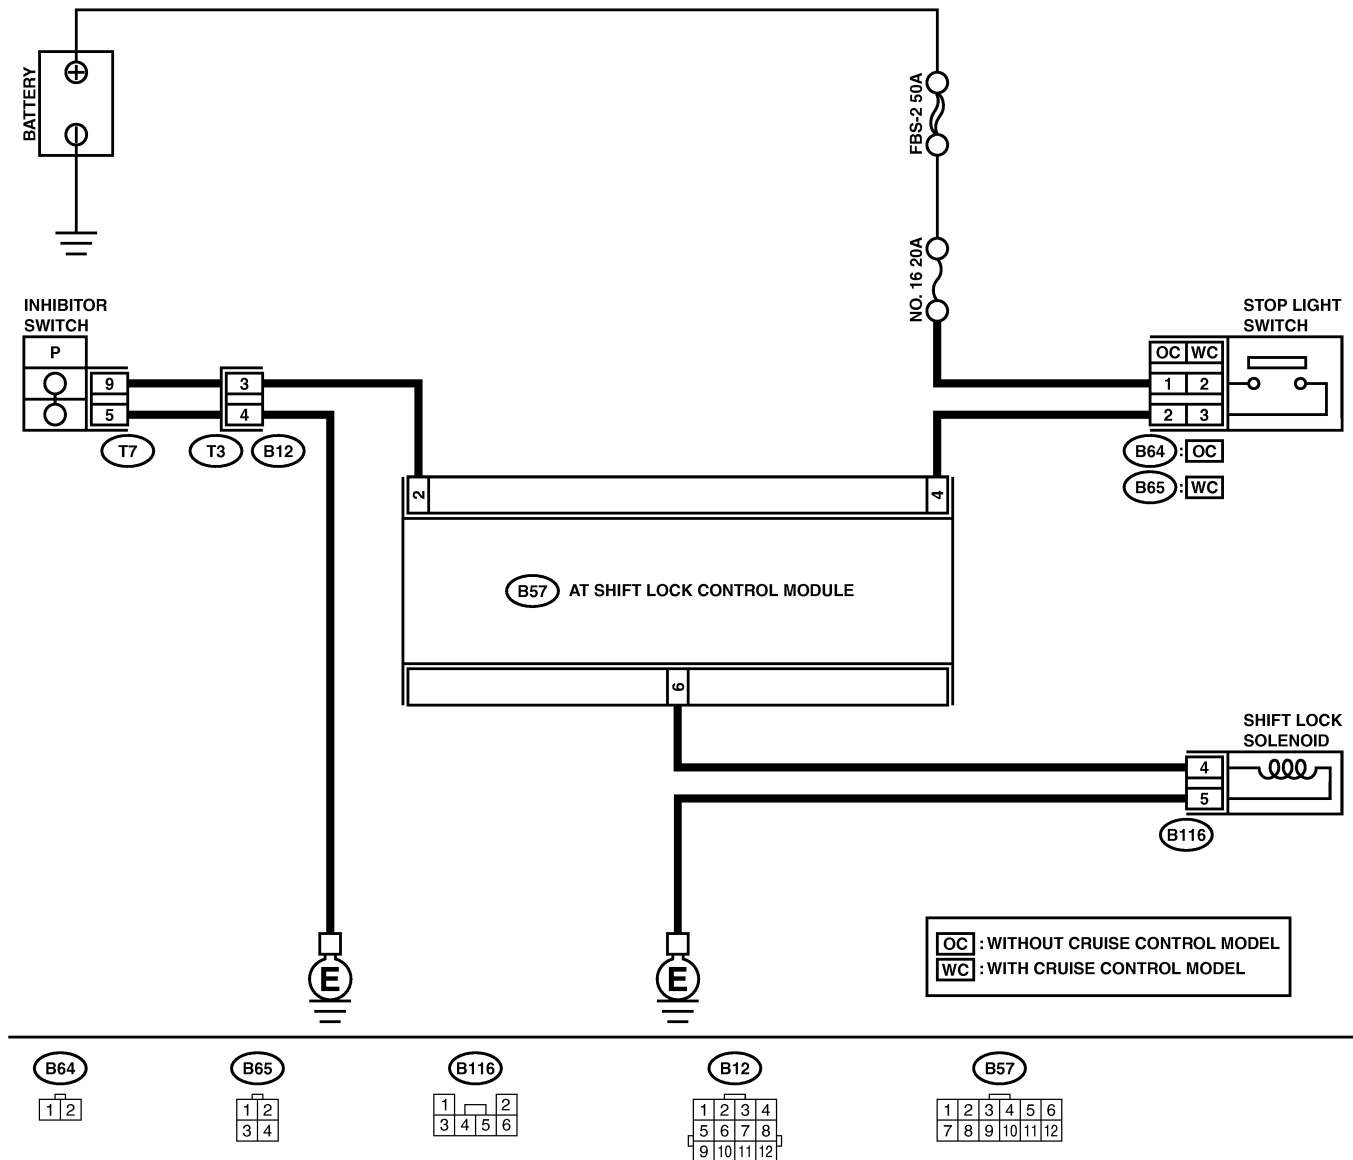 BATTERY
FBS-2 50A
NO. 16 20A
INHIBITOR
SWITCH
P
9
5
T7
3
4
T3
B12
STOP LIGHT
SWITCH
OC WC
1 2
2 3
B64 : OC
B65 : WC
2
4
B57 AT SHIFT LOCK CONTROL MODULE
6
SHIFT LOCK
SOLENOID
4
5
B116
OC : WITHOUT CRUISE CONTROL MODEL
WC : WITH CRUISE CONTROL MODEL
E
E
B64
1 2
B65
1 2
3 4
B116
1 2
3 4 5 6
B12
1 2 3 4
5 6 7 8
9 10 11 12
B57
1 2 3 4 5 6
7 8 9 10 11 12